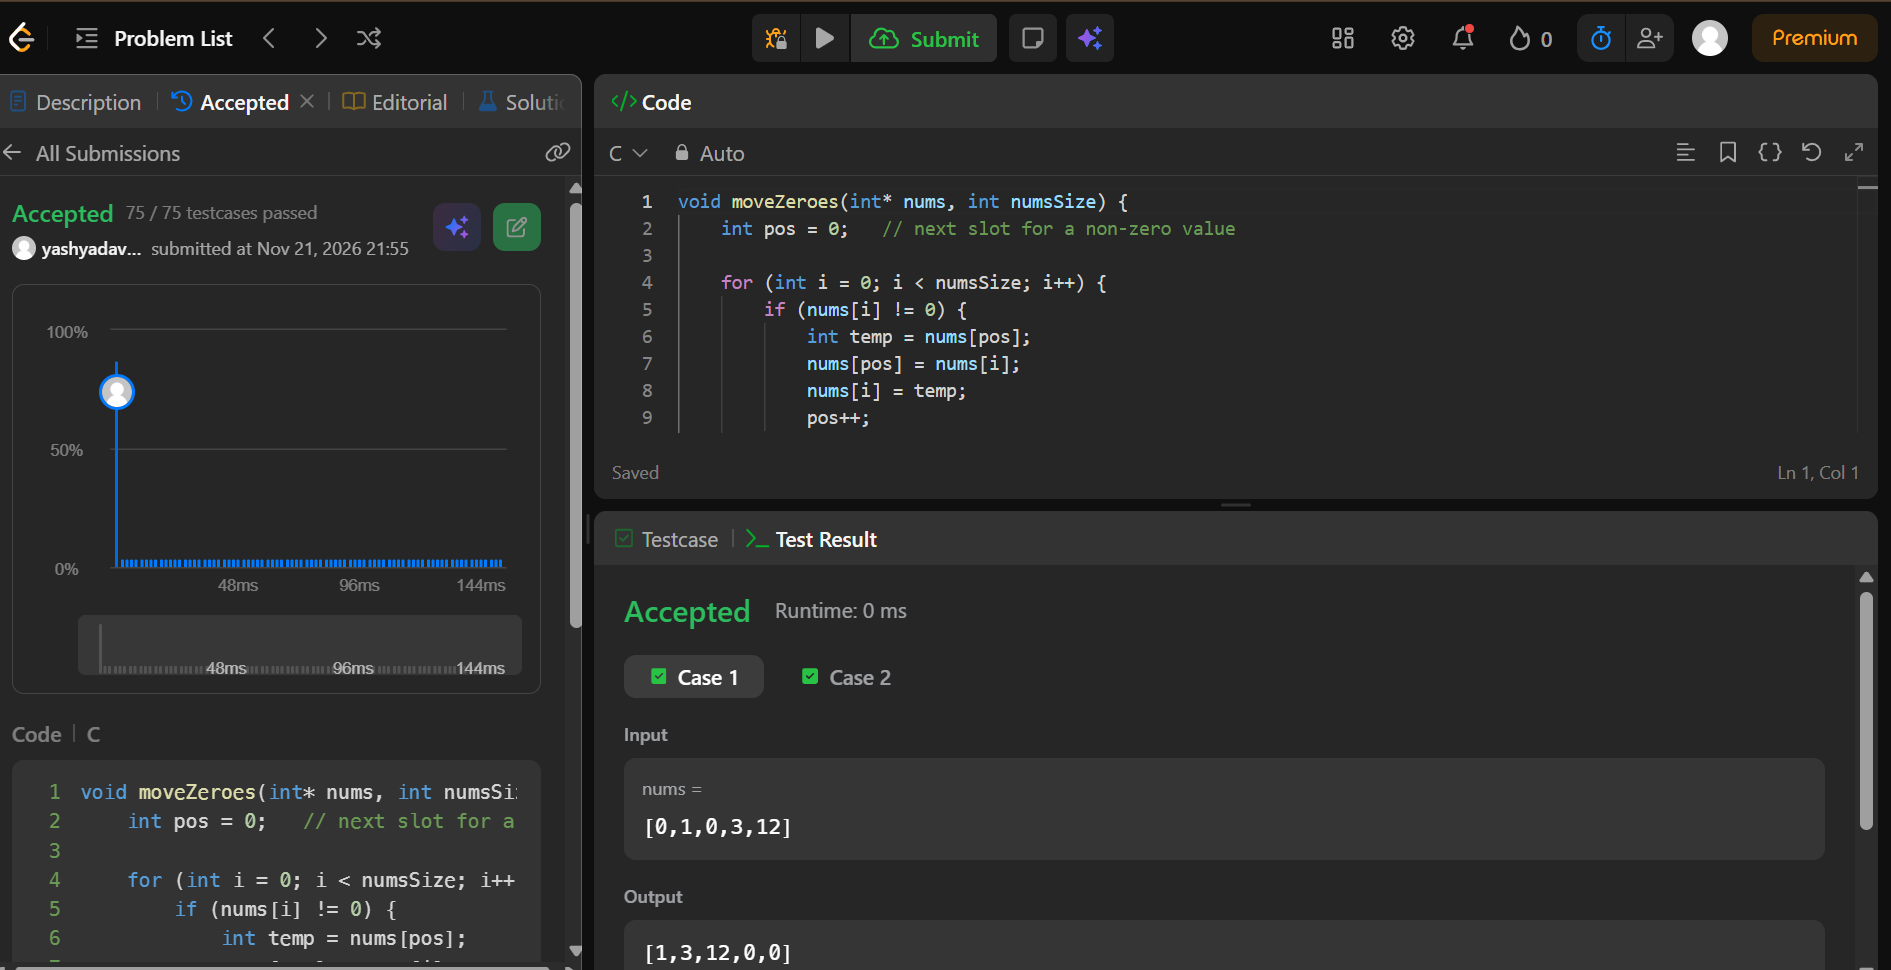 Problem List
Submit
0
Premium
Description
Accepted
Editorial
All Submissions
Accepted 75 / 75 testcases passed
yashyadav... submitted at Nov 21, 2026 21:55
100%
50%
0%
48ms 96ms 144ms
48ms 96ms 144ms
Code C
1 void moveZeroes(int* nums, int
2 int pos = 0; // next slot for a
3
4 for (int i = 0; i < numsSize; i++
5 if (nums[i] != 0) {
6 int temp = nums[pos];
</> Code
C Auto
1 void moveZeroes(int* nums, int numsSize) {
2 int pos = 0; // next slot for a non-zero value
3
4 for (int i = 0; i < numsSize; i++) {
5 if (nums[i] != 0) {
6 int temp = nums[pos];
7 nums[pos] = nums[i];
8 nums[i] = temp;
9 pos++;
Saved Ln 1, Col 1
Testcase >_ Test Result
Accepted Runtime: 0 ms
Case 1 Case 2
Input
nums =
[0,1,0,3,12]
Output
[1,3,12,0,0]